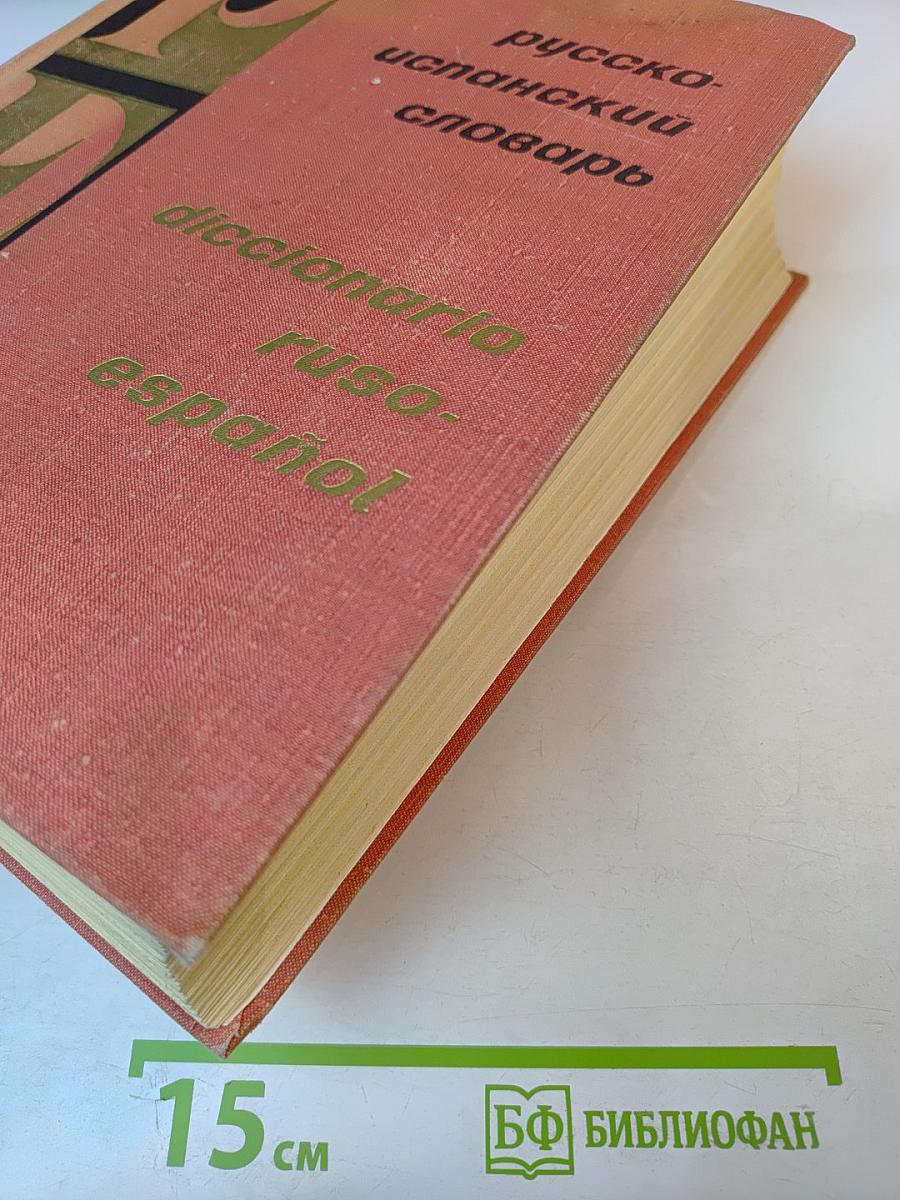 русско-
испанский
словарь
diccionario
ruso-
español
15 см
БФ БИБЛИОФАН